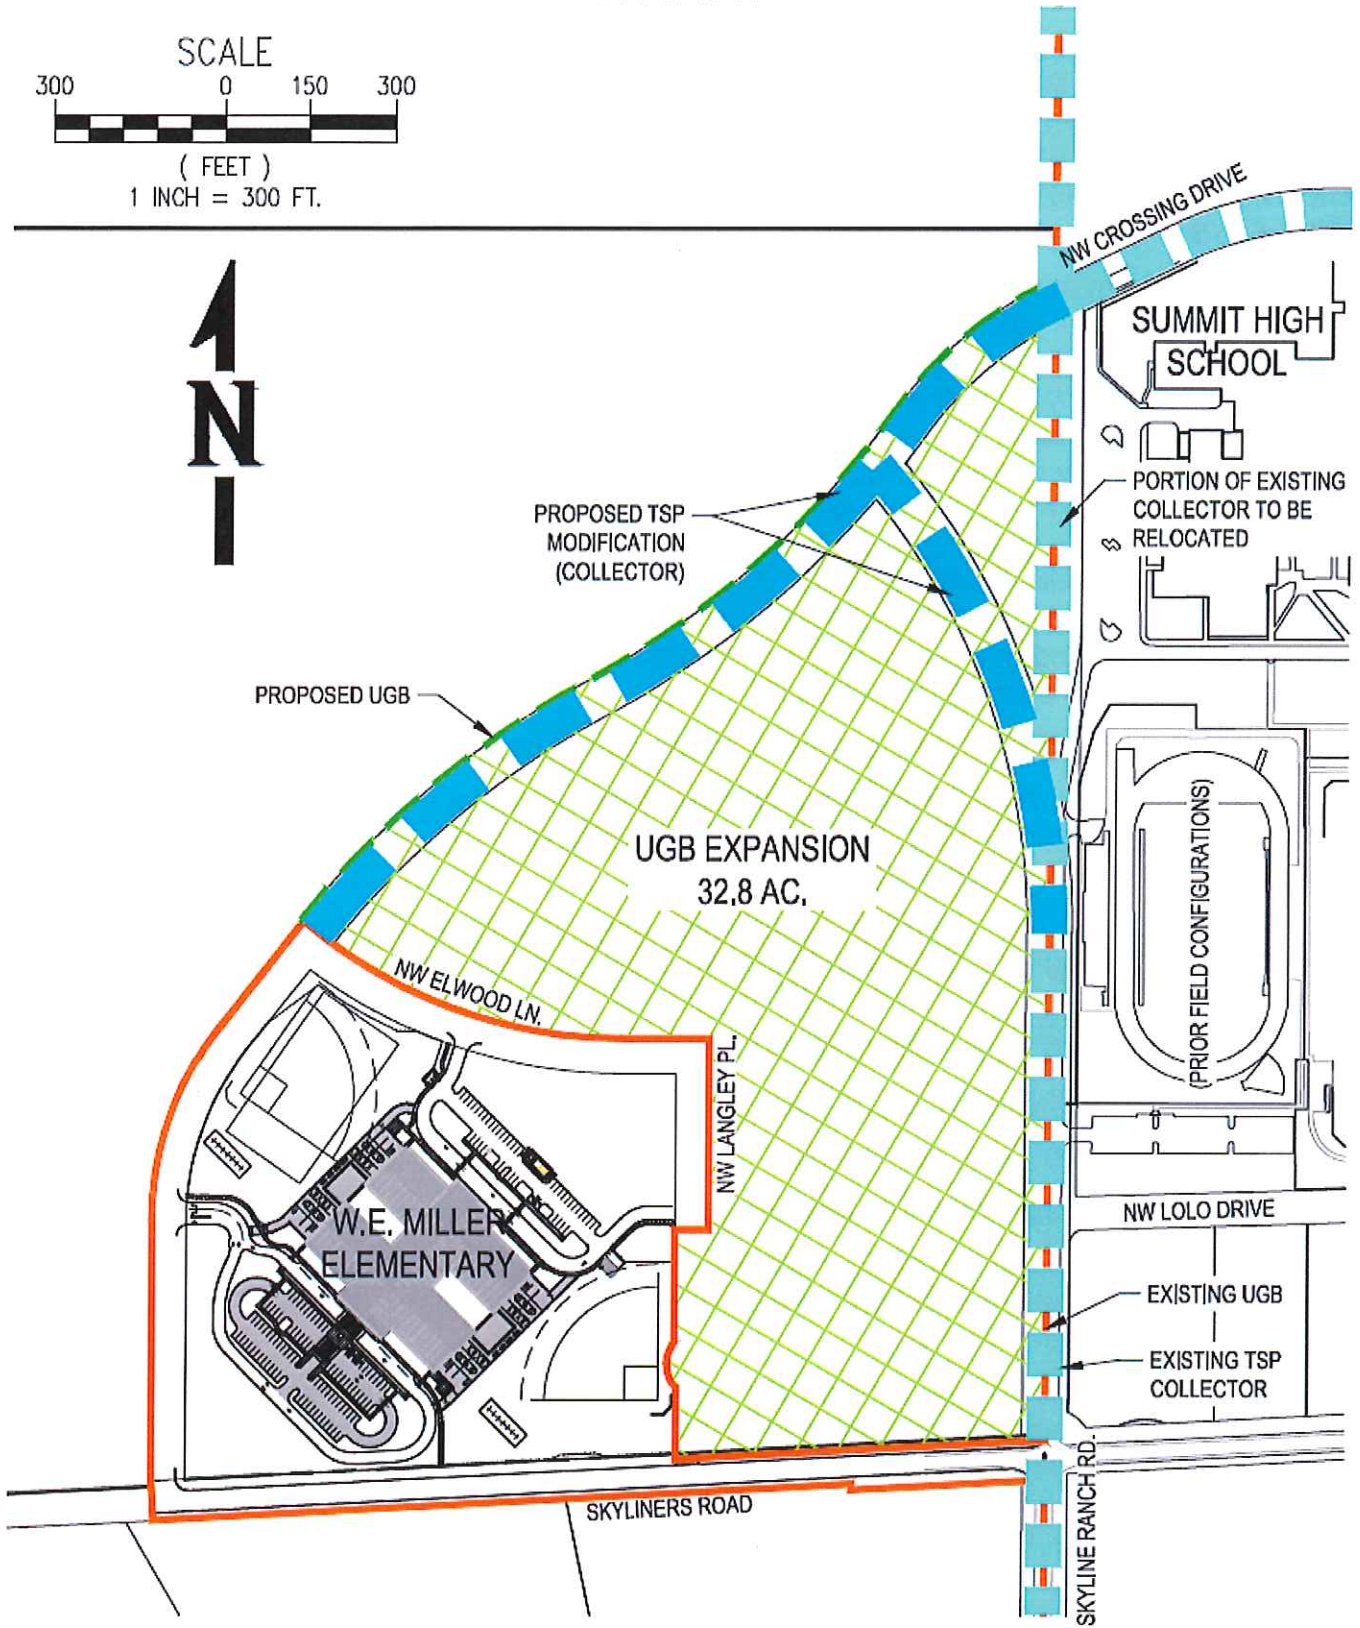 SCALE
300 0 150 300
( FEET )
1 INCH = 300 FT.
N
NW CROSSING DRIVE
SUMMIT HIGH
SCHOOL
PORTION OF EXISTING
COLLECTOR TO BE
RELOCATED
PROPOSED TSP
MODIFICATION
(COLLECTOR)
PROPOSED UGB
UGB EXPANSION
32.8 AC.
(PRIOR FIELD CONFIGURATIONS)
NW ELWOOD LN.
NW LANGLEY PL.
W.E. MILLER
ELEMENTARY
NW LOLO DRIVE
EXISTING UGB
EXISTING TSP
COLLECTOR
SKYLINERS ROAD
SKYLINE RANCH RD.